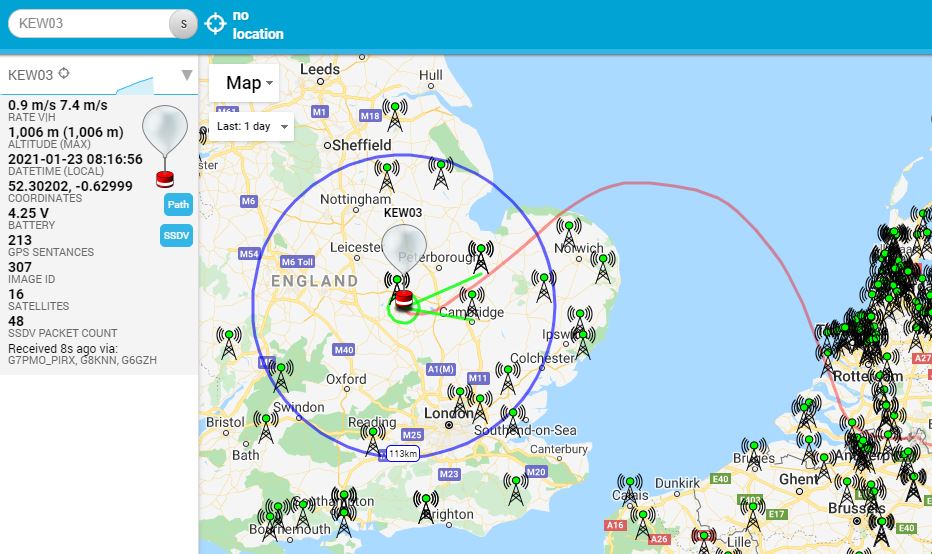 KEW03
S
no
location
KEW03
0.9 m/s 7.4 m/s
RATE V|H
1,006 m (1,006 m)
ALTITUDE (MAX)
2021-01-23 08:16:56
DATETIME (LOCAL)
52.30202, -0.62999
COORDINATES
4.25 V
BATTERY
213
GPS SENTANCES
307
IMAGE ID
16
SATELLITES
48
SSDV PACKET COUNT
Received 8s ago via:
G7PMO_PIRX, G8KNN, G6GZH
Path
SSDV
Map
Last: 1 day
Leeds
Hull
M61
M1
M18
Sheffield
ster
M6
Nottingham
KEW03
M54
M6 Toll
Leicester
Peterborough
Norwich
ENGLAND
Cambridge
Ipsw
M40
A1(M)
M11
Colchester
Oxford
Swindon
London
Bristol
Reading
M25
Southend-on-Sea
Bath
113km
Canterbury
M23
M20
Southampton
Brighton
Bournemouth
Calais
Dunkirk
Bruges
E40
Ghent
E403
E17
A16
A26
Lille
Brussels
E40
Rotterdam
A27
Antwerp